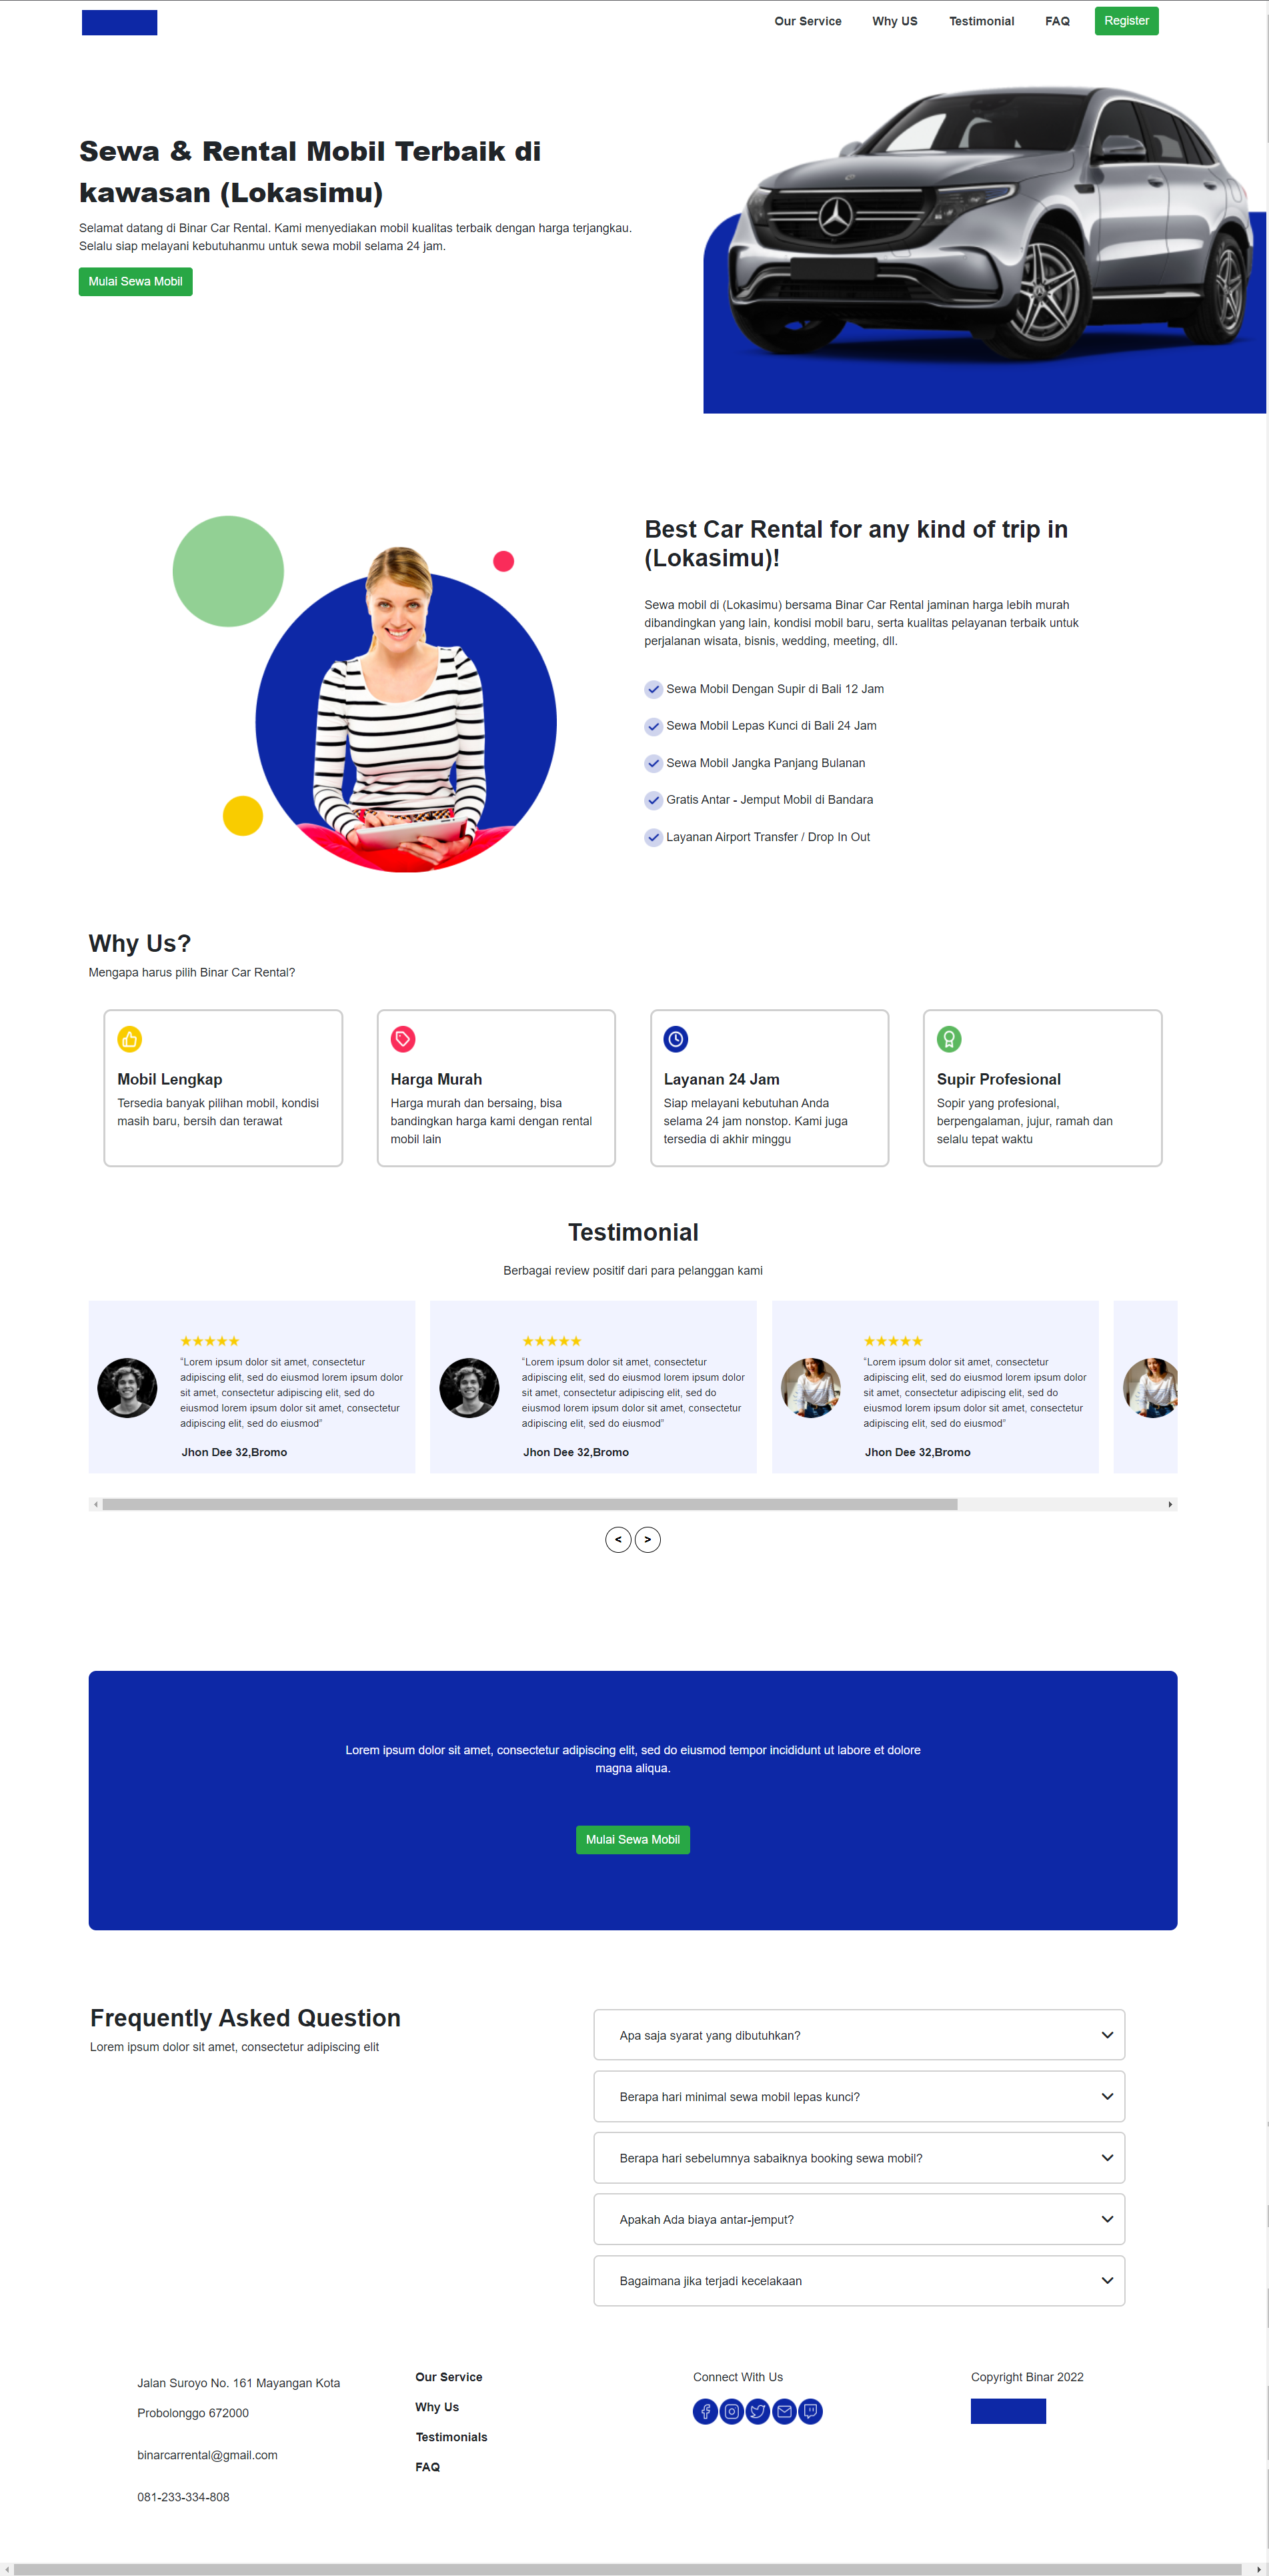 Our Service
Why US
Testimonial
FAQ
Register
Sewa & Rental Mobil Terbaik di
kawasan (Lokasimu)
Selamat datang di Binar Car Rental. Kami menyediakan mobil kualitas terbaik dengan harga terjangkau.
Selalu siap melayani kebutuhanmu untuk sewa mobil selama 24 jam.
Mulai Sewa Mobil
Best Car Rental for any kind of trip in
(Lokasimu)!
Sewa mobil di (Lokasimu) bersama Binar Car Rental jaminan harga lebih murah
dibandingkan yang lain, kondisi mobil baru, serta kualitas pelayanan terbaik untuk
perjalanan wisata, bisnis, wedding, meeting, dll.
Sewa Mobil Dengan Supir di Bali 12 Jam
Sewa Mobil Lepas Kunci di Bali 24 Jam
Sewa Mobil Jangka Panjang Bulanan
Gratis Antar - Jemput Mobil di Bandara
Layanan Airport Transfer / Drop In Out
Why Us?
Mengapa harus pilih Binar Car Rental?
Mobil Lengkap
Tersedia banyak pilihan mobil, kondisi
masih baru, bersih dan terawat
Harga Murah
Harga murah dan bersaing, bisa
bandingkan harga kami dengan rental
mobil lain
Layanan 24 Jam
Siap melayani kebutuhan Anda
selama 24 jam nonstop. Kami juga
tersedia di akhir minggu
Supir Profesional
Sopir yang profesional,
berpengalaman, jujur, ramah dan
selalu tepat waktu
Testimonial
Berbagai review positif dari para pelanggan kami
★★★★★
"Lorem ipsum dolor sit amet, consectetur
adipiscing elit, sed do eiusmod lorem ipsum dolor
sit amet, consectetur adipiscing elit, sed do
eiusmod lorem ipsum dolor sit amet, consectetur
adipiscing elit, sed do eiusmod"
Jhon Dee 32,Bromo
★★★★★
"Lorem ipsum dolor sit amet, consectetur
adipiscing elit, sed do eiusmod lorem ipsum dolor
sit amet, consectetur adipiscing elit, sed do
eiusmod lorem ipsum dolor sit amet, consectetur
adipiscing elit, sed do eiusmod"
Jhon Dee 32,Bromo
★★★★★
"Lorem ipsum dolor sit amet, consectetur
adipiscing elit, sed do eiusmod lorem ipsum dolor
sit amet, consectetur adipiscing elit, sed do
eiusmod lorem ipsum dolor sit amet, consectetur
adipiscing elit, sed do eiusmod"
Jhon Dee 32,Bromo
< >
Lorem ipsum dolor sit amet, consectetur adipiscing elit, sed do eiusmod tempor incididunt ut labore et dolore
magna aliqua.
Mulai Sewa Mobil
Frequently Asked Question
Lorem ipsum dolor sit amet, consectetur adipiscing elit
Apa saja syarat yang dibutuhkan?
Berapa hari minimal sewa mobil lepas kunci?
Berapa hari sebelumnya sabaiknya booking sewa mobil?
Apakah Ada biaya antar-jemput?
Bagaimana jika terjadi kecelakaan
Jalan Suroyo No. 161 Mayangan Kota
Probolonggo 672000
binarcarrental@gmail.com
081-233-334-808
Our Service
Why Us
Testimonials
FAQ
Connect With Us
Copyright Binar 2022